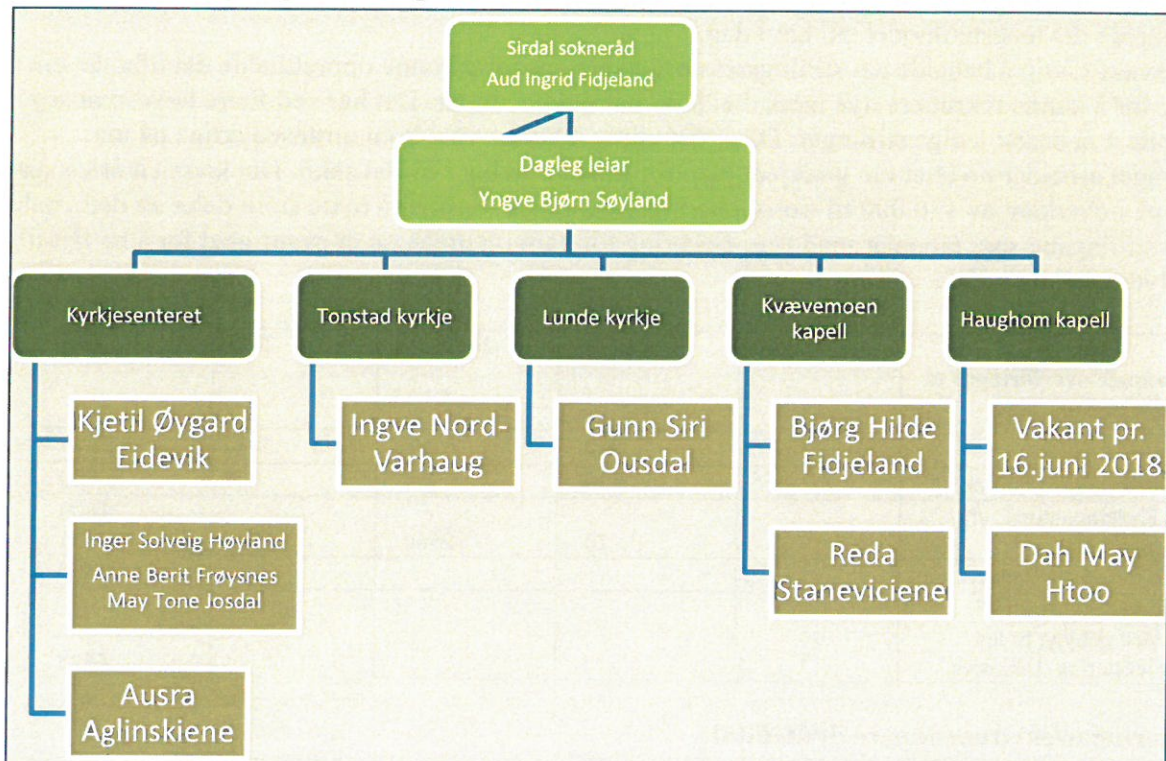 Sirdal sokneråd
Aud Ingrid Fidjeland
Dagleg leiar
Yngve Bjørn Søyland
Kyrkjesenteret
Tonstad kyrkje
Lunde kyrkje
Kvævemoen
kapell
Haughom kapell
Kjetil Øygard
Eidevik
Ingve Nord-
Varhaug
Gunn Siri
Ousdal
Bjørg Hilde
Fidjeland
Vakant pr.
16.juni 2018
Inger Solveig Høyland
Anne Berit Frøysnes
May Tone Josdal
Reda
Staneviciene
Dah May
Htoo
Ausra
Aglinskiene